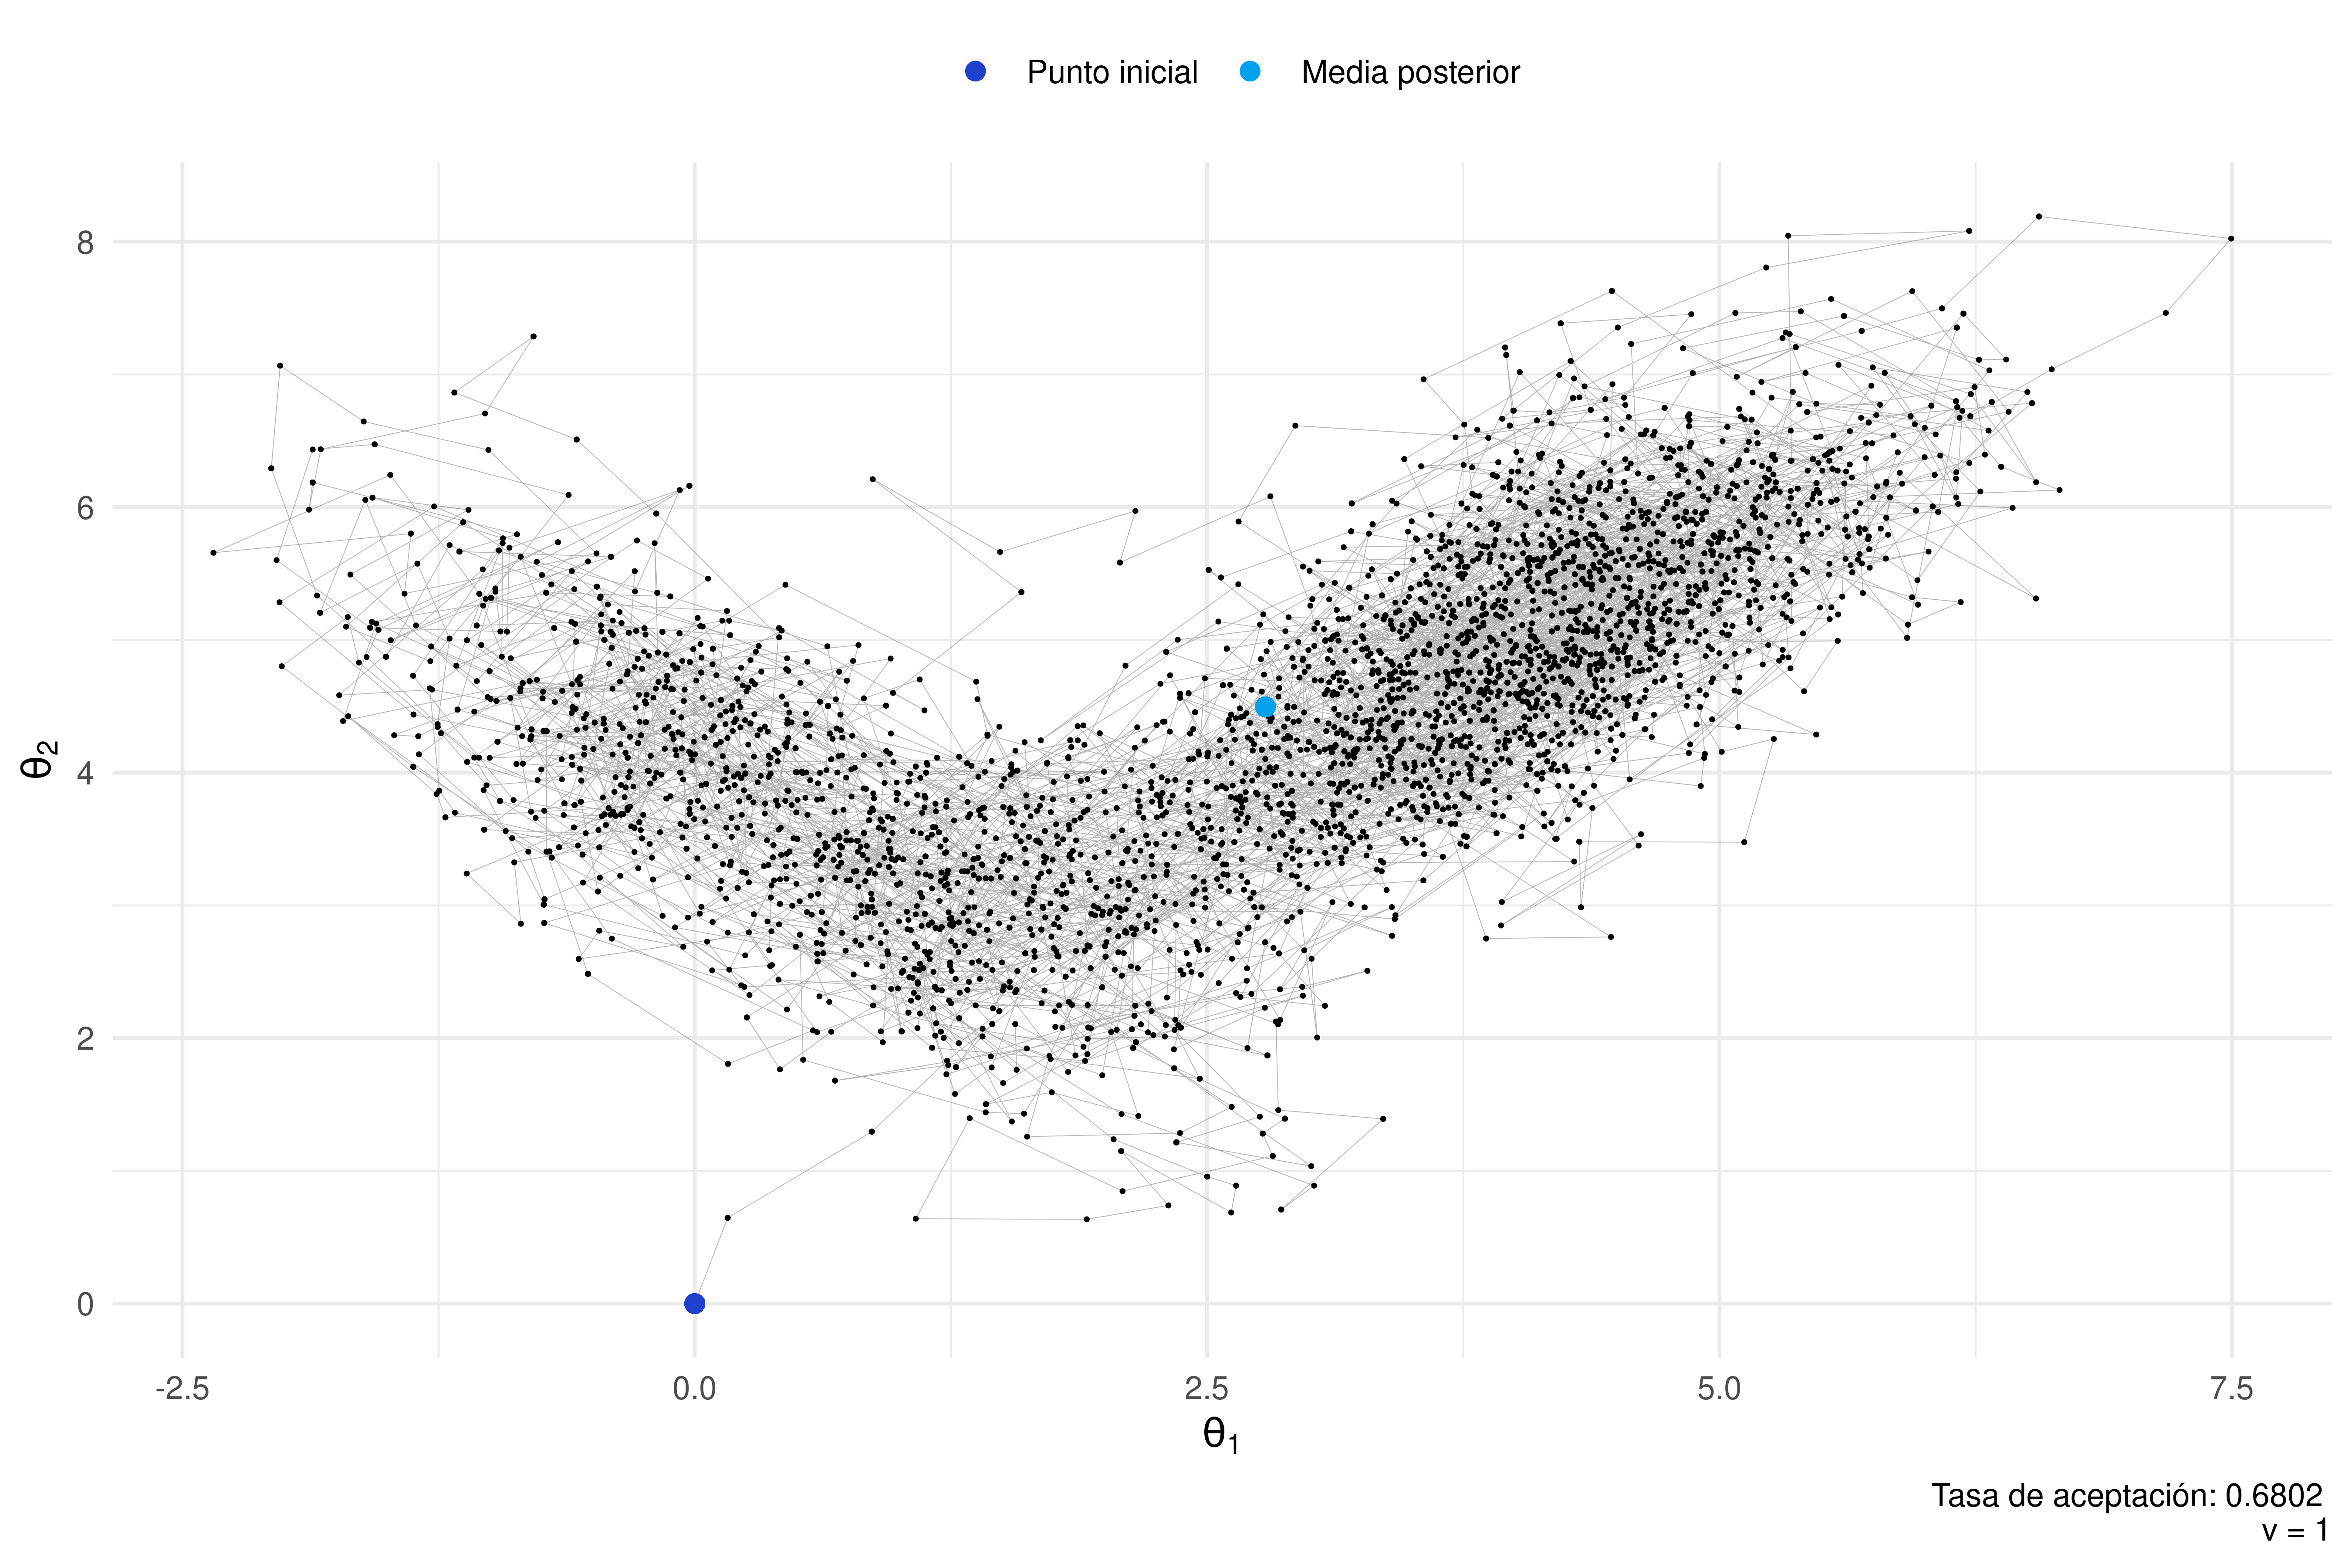 Punto inicial Media posterior
8
6
4
2
0
θ2
-2.5 0.0 2.5 5.0 7.5
θ1
Tasa de aceptación: 0.6802
v = 1